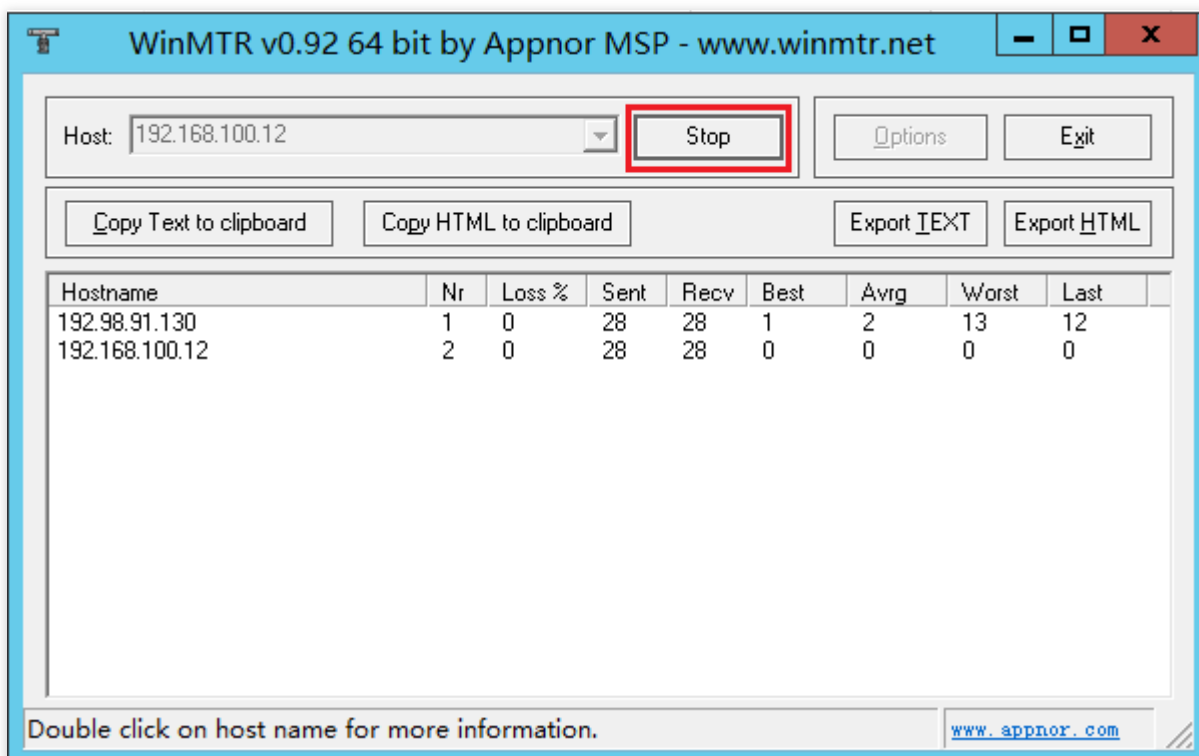 WinMTR v0.92 64 bit by Appnor MSP - www.winmtr.net
Host: 192.168.100.12 Stop Options Exit
Copy Text to clipboard Copy HTML to clipboard Export TEXT Export HTML
Hostname Nr Loss % Sent Recv Best Avrg Worst Last
192.98.91.130 1 0 28 28 1 2 13 12
192.168.100.12 2 0 28 28 0 0 0 0
Double click on host name for more information. www.appnor.com